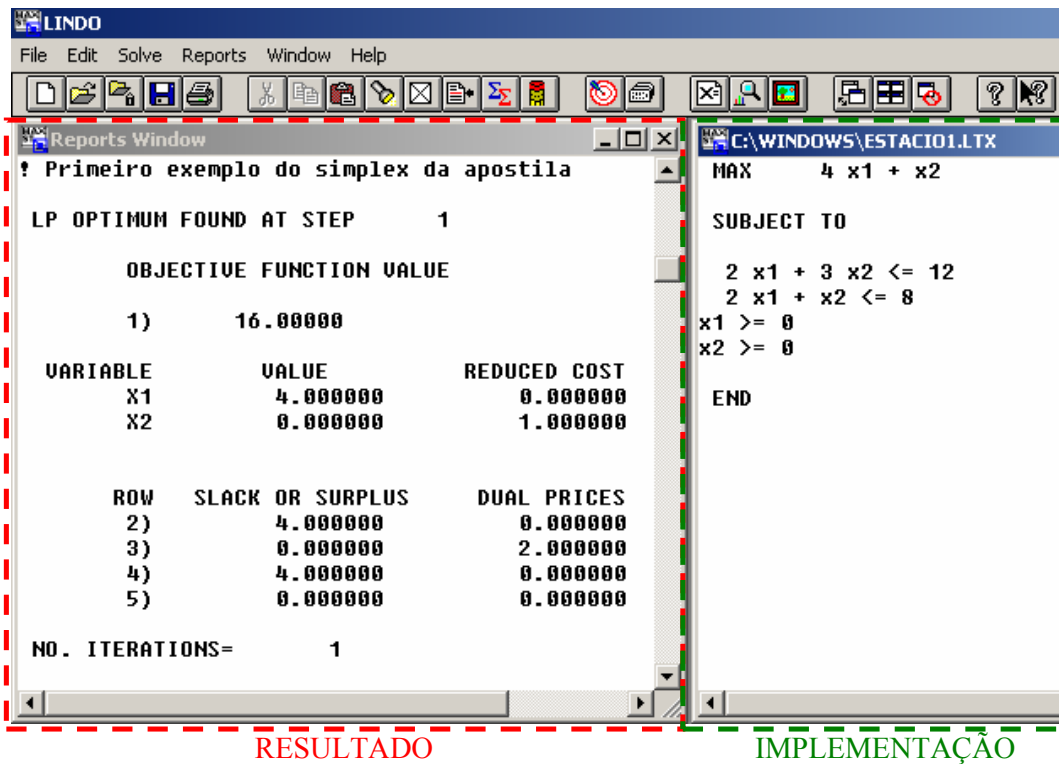 LINDO
File Edit Solve Reports Window Help
Reports Window
! Primeiro exemplo do simplex da apostila
LP OPTIMUM FOUND AT STEP 1
OBJECTIVE FUNCTION VALUE
1) 16.00000
VARIABLE VALUE REDUCED COST
X1 4.000000 0.000000
X2 0.000000 1.000000
ROW SLACK OR SURPLUS DUAL PRICES
2) 4.000000 0.000000
3) 0.000000 2.000000
4) 4.000000 0.000000
5) 0.000000 0.000000
NO. ITERATIONS= 1
C:\WINDOWS\ESTACIO1.LTX
MAX 4 x1 + x2
SUBJECT TO
2 x1 + 3 x2 <= 12
2 x1 + x2 <= 8
x1 >= 0
x2 >= 0
END
RESULTADO
IMPLEMENTAÇÃO